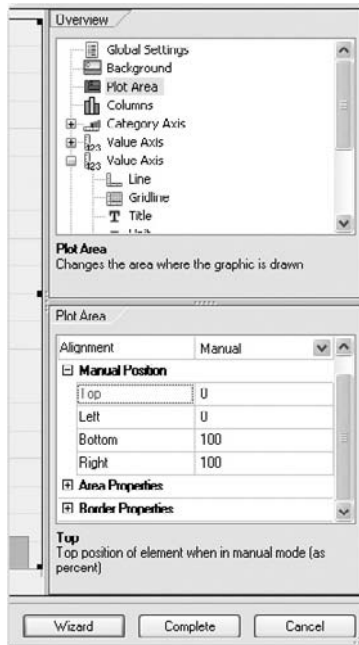 Overview
Global Settings
Background
Plot Area
Columns
Category Axis
123 Value Axis
123 Value Axis
Line
Gridline
T Title
Plot Area
Changes the area where the graphic is drawn
Plot Area
Alignment Manual
Manual Position
Top 0
Left 0
Bottom 100
Right 100
Area Properties
Border Properties
Top
Top position of element when in manual mode (as
percent)
Wizard Complete Cancel